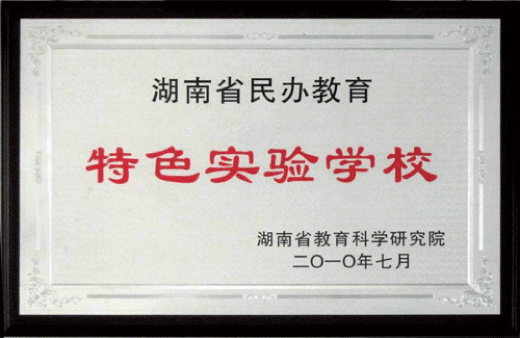 湖南省民办教育
特色实验学校
湖南省教育科学研究院
二〇一〇年七月